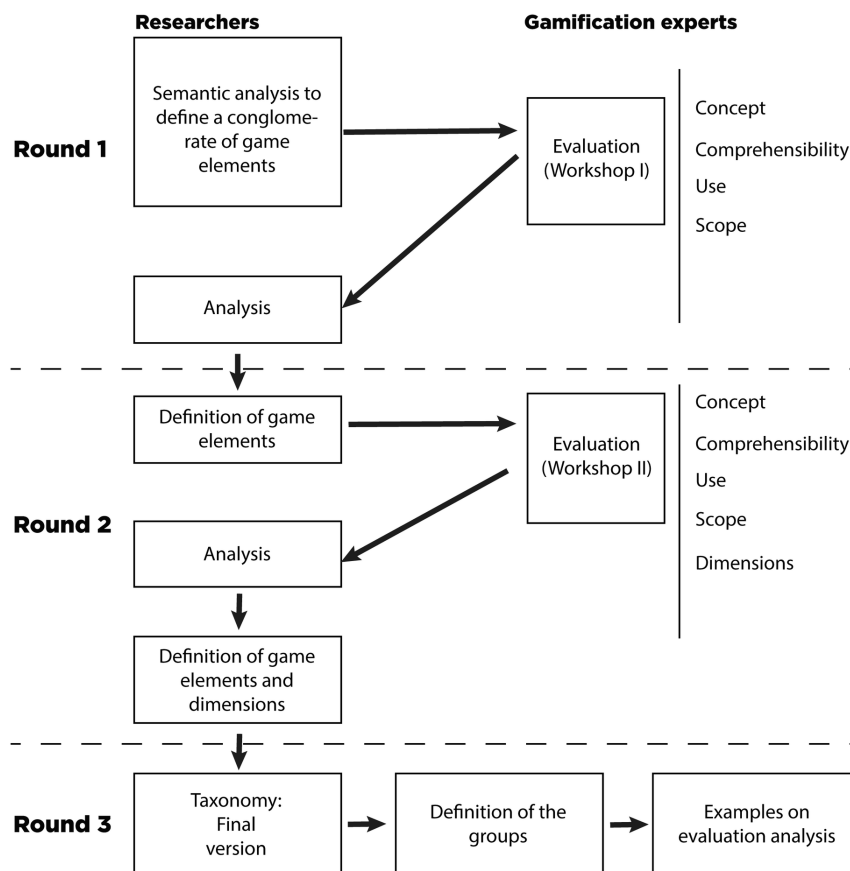 Researchers
Gamification experts
Round 1
Semantic analysis to
define a conglome-
rate of game
elements
Evaluation
(Workshop I)
Concept
Comprehensibility
Use
Scope
Analysis
Round 2
Definition of game
elements
Evaluation
(Workshop II)
Concept
Comprehensibility
Use
Scope
Dimensions
Analysis
Definition of game
elements and
dimensions
Round 3
Taxonomy:
Final
version
Definition of the
groups
Examples on
evaluation analysis